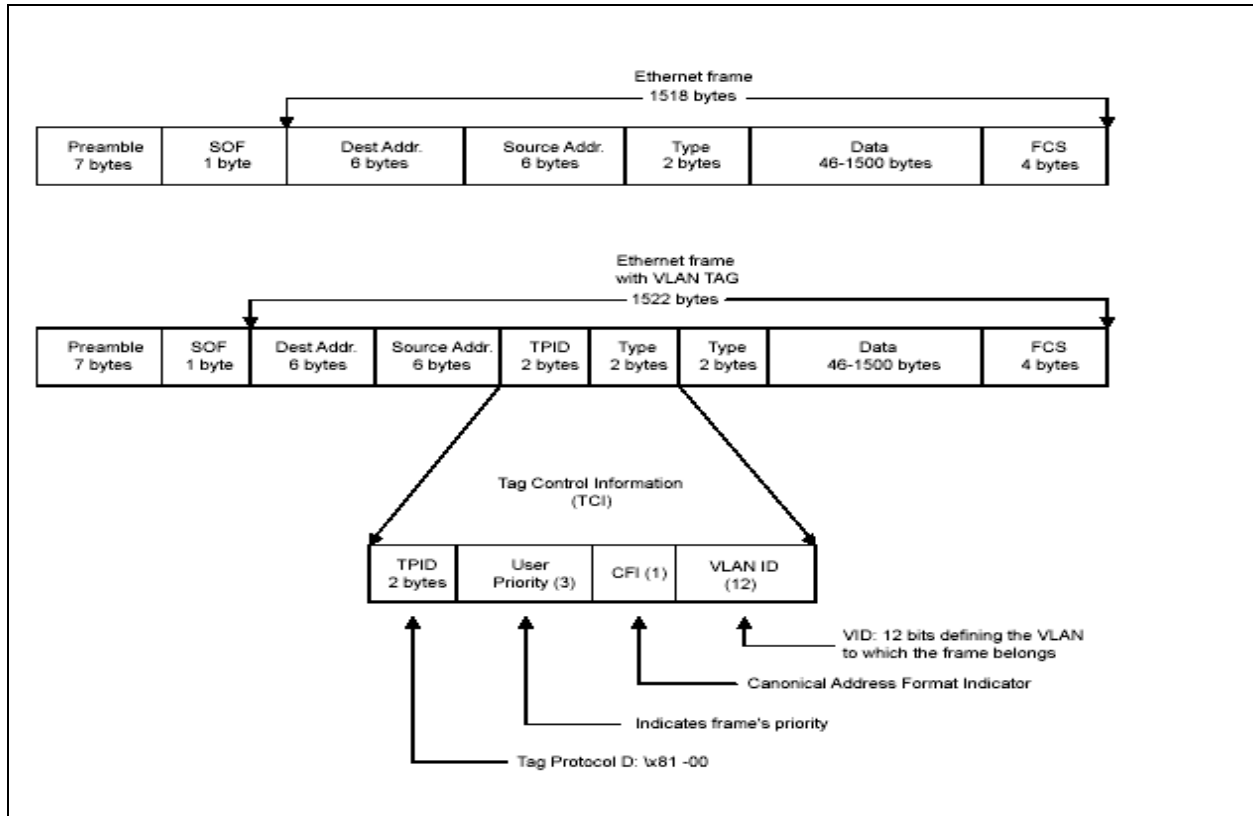 Ethernet frame
1518 bytes
Preamble
7 bytes
SOF
1 byte
Dest Addr.
6 bytes
Source Addr.
6 bytes
Type
2 bytes
Data
46-1500 bytes
FCS
4 bytes
Ethernet frame
with VLAN TAG
1522 bytes
Preamble
7 bytes
SOF
1 byte
Dest Addr.
6 bytes
Source Addr.
6 bytes
TPID
2 bytes
Type
2 bytes
Type
2 bytes
Data
46-1500 bytes
FCS
4 bytes
Tag Control Information
(TCI)
TPID
2 bytes
User
Priority (3)
CFI (1)
VLAN ID
(12)
VID: 12 bits defining the VLAN
to which the frame belongs
Canonical Address Format Indicator
Indicates frame's priority
Tag Protocol D: \x81 -00